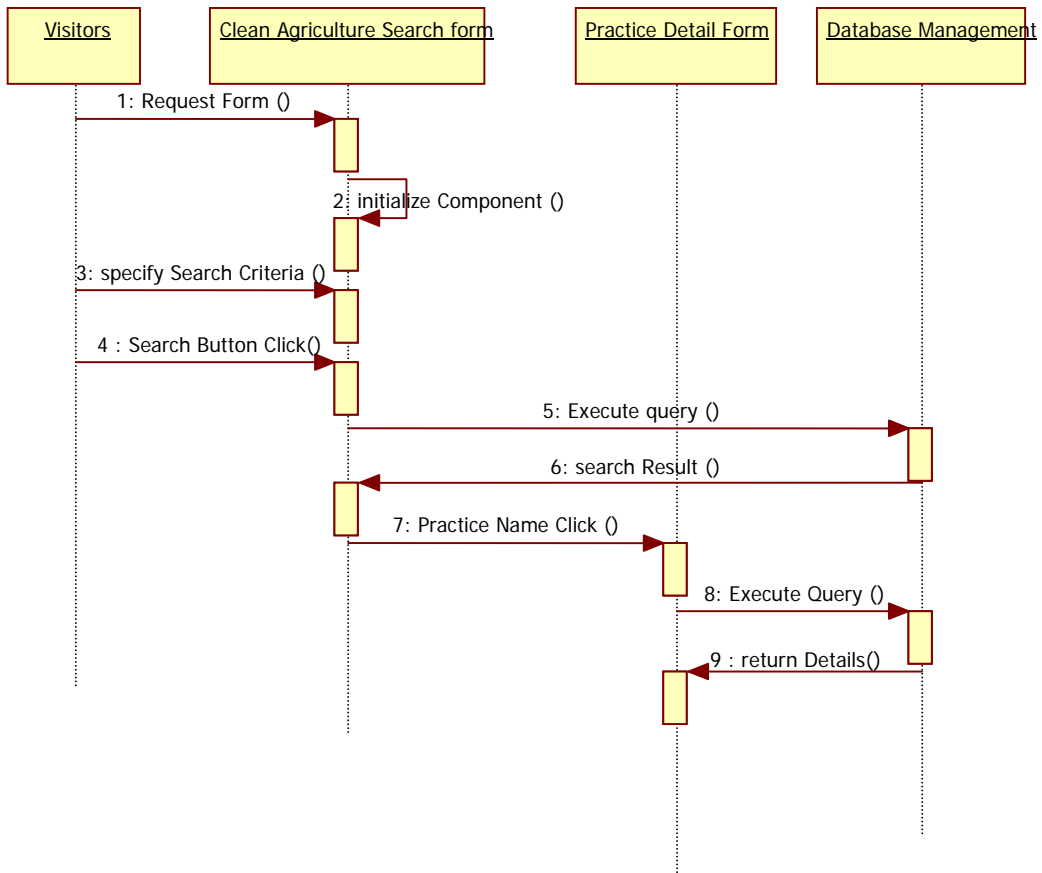 Visitors
Clean Agriculture Search form
Practice Detail Form
Database Management
1: Request Form ()
2: initialize Component ()
3: specify Search Criteria ()
4 : Search Button Click()
5: Execute query ()
6: search Result ()
7: Practice Name Click ()
8: Execute Query ()
9 : return Details()